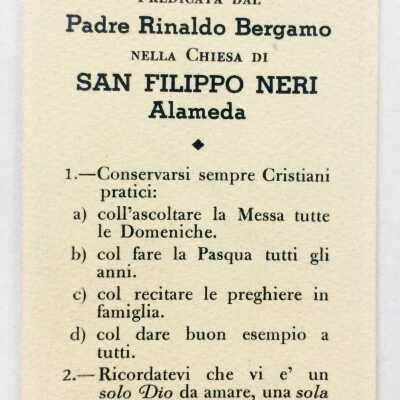 PREDICATA DAL
Padre Rinaldo Bergamo
NELLA CHIESA DI
SAN FILIPPO NERI
Alameda
1.—Conservarsi sempre Cristiani
pratici:
a) coll'ascoltare la Messa tutte
le Domeniche.
b) col fare la Pasqua tutti gli
anni.
c) col recitare le preghiere in
famiglia.
d) col dare buon esempio a
tutti.
2.—Ricordatevi che vi e' un
solo Dio da amare, una sola